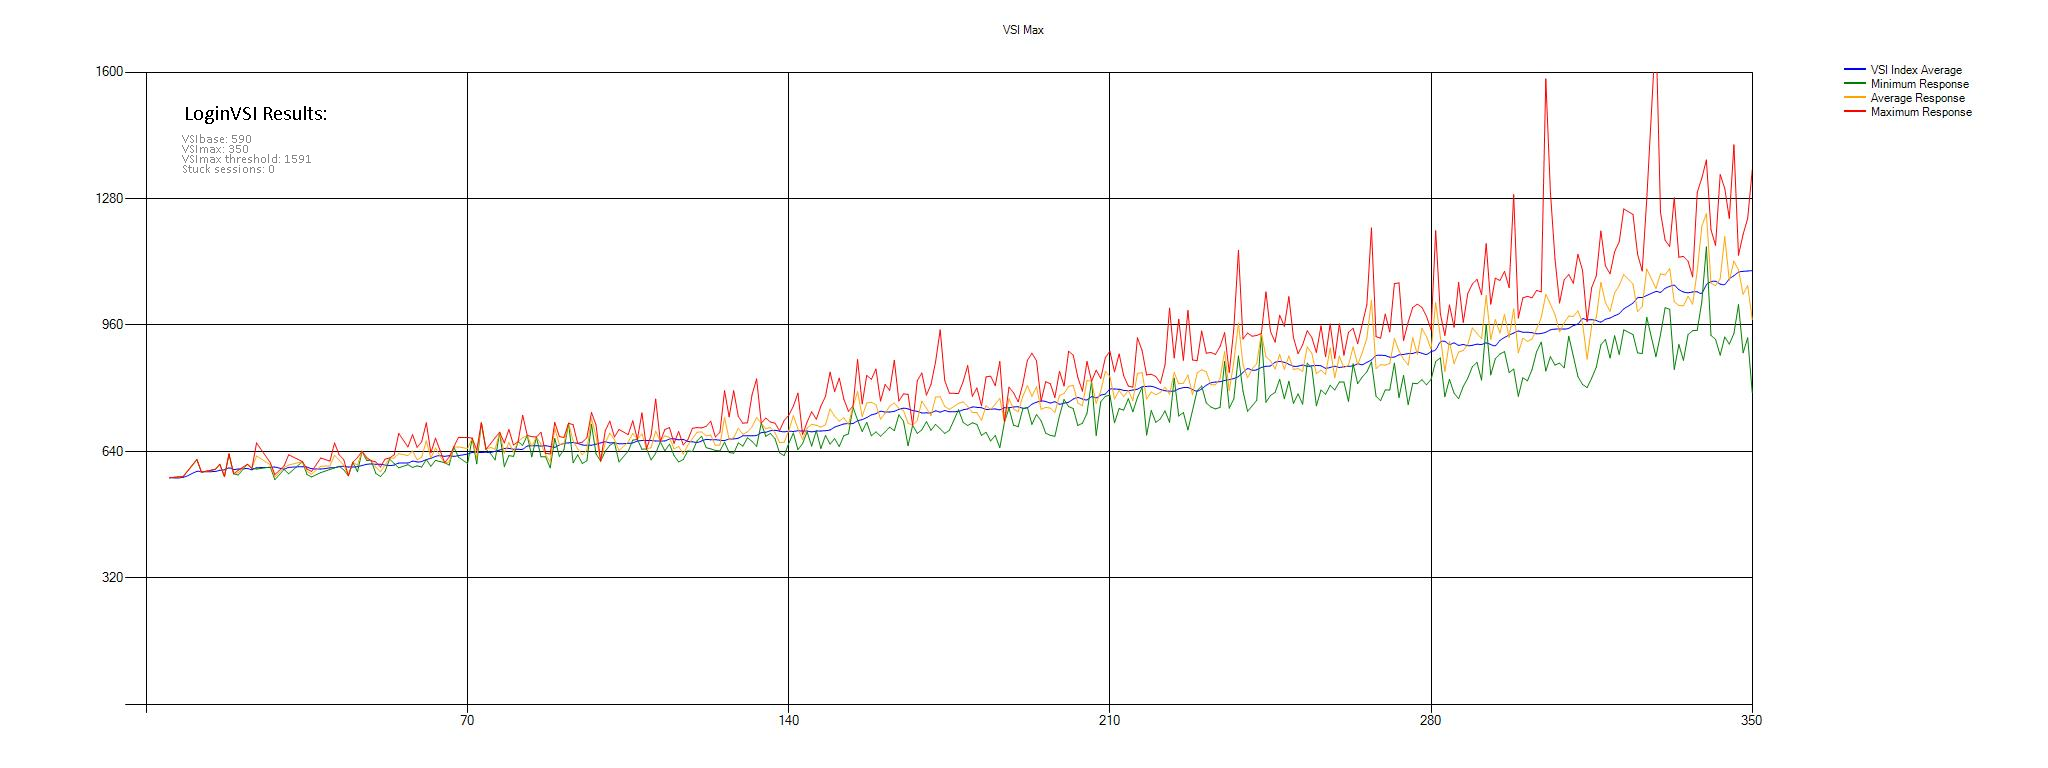 VSI Max
1600
1280
960
640
320
LoginVSI Results:
VSIbase: 590
VSImax: 350
VSImax threshold: 1591
Stuck sessions: 0
VSI Index Average
Minimum Response
Average Response
Maximum Response
70
140
210
280
350